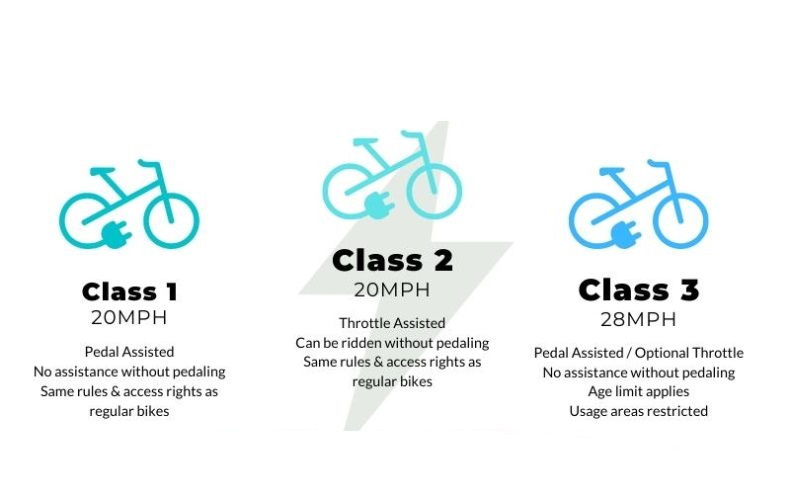 Class 1
20MPH
Pedal Assisted
No assistance without pedaling
Same rules & access rights as
regular bikes
Class 2
20MPH
Throttle Assisted
Can be ridden without pedaling
Same rules & access rights as
regular bikes
Class 3
28MPH
Pedal Assisted / Optional Throttle
No assistance without pedaling
Age limit applies
Usage areas restricted